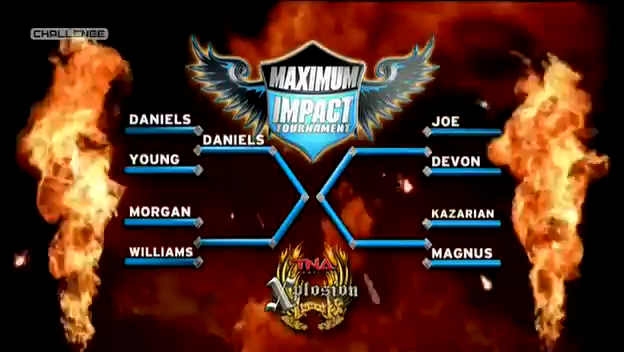 CHALLENGE
MAXIMUM
IMPACT
TOURNAMENT
DANIELS
DANIELS
YOUNG
MORGAN
WILLIAMS
JOE
DEVON
KAZARIAN
MAGNUS
TNA
Xplosion